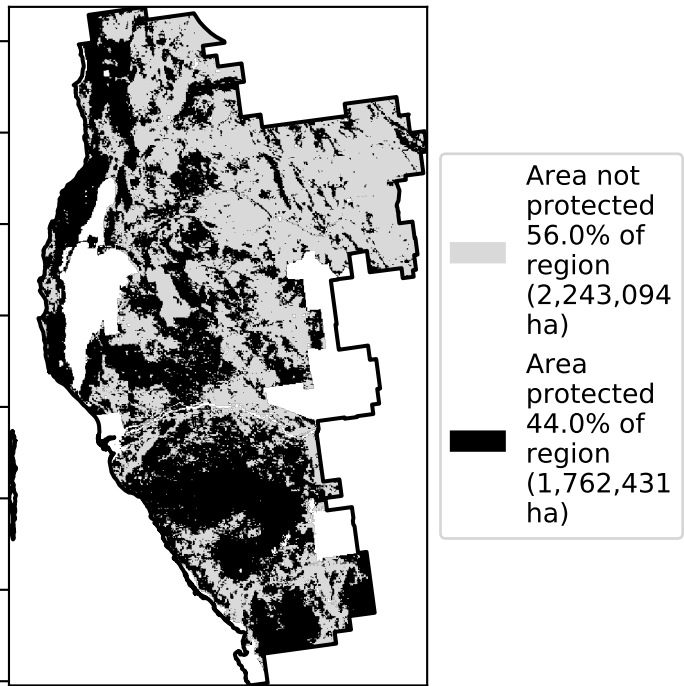 Area not
protected
56.0% of
region
(2,243,094
ha)
Area
protected
44.0% of
region
(1,762,431
ha)